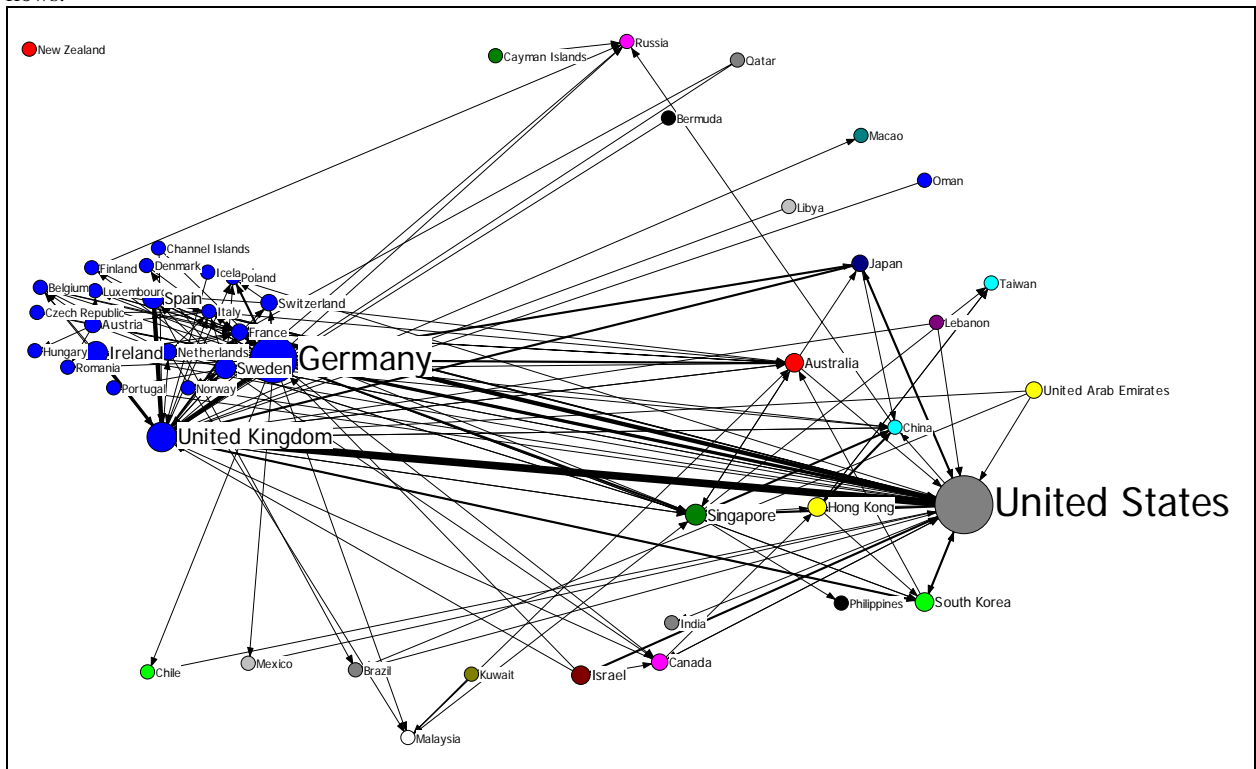 New Zealand
Cayman Islands
Russia
Qatar
Bermuda
Macao
Oman
Libya
Channel Islands
Finland
Denmark
Icela
Poland
Japan
Taiwan
Belgium
Luxembourg
Spain
Switzerland
Czech Republic
Italy
Austria
France
Lebanon
Hungary
Ireland
Netherlands
Germany
Australia
Romania
Sweden
Portugal
Norway
United Arab Emirates
United Kingdom
China
Singapore
Hong Kong
United States
Philippines
South Korea
India
Chile
Mexico
Brazil
Kuwait
Israel
Canada
Malaysia